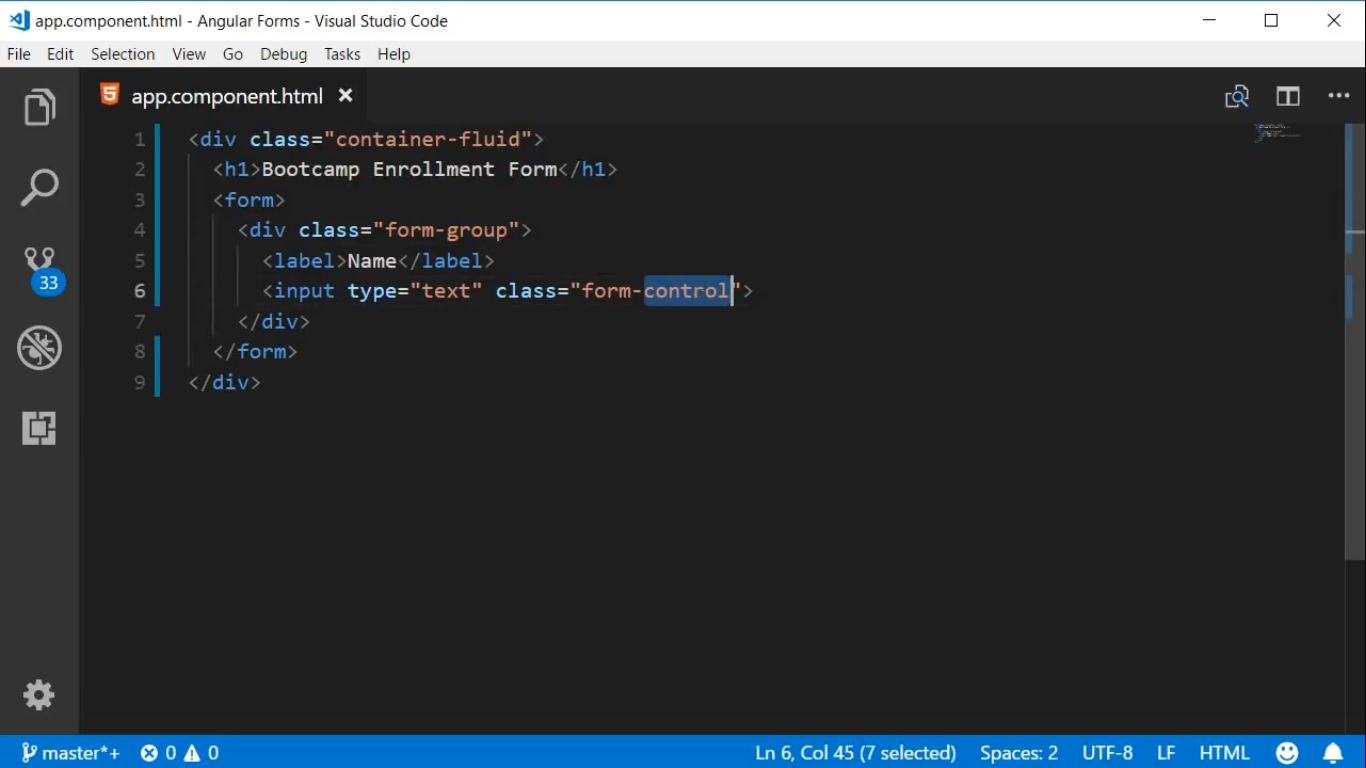 app.component.html - Angular Forms - Visual Studio Code
File Edit Selection View Go Debug Tasks Help
app.component.html
1 <div class="container-fluid">
2 <h1>Bootcamp Enrollment Form</h1>
3 <form>
4 <div class="form-group">
5 <label>Name</label>
6 <input type="text" class="form-control">
7 </div>
8 </form>
9 </div>
33
master*+ 0 0 Ln 6, Col 45 (7 selected) Spaces: 2 UTF-8 LF HTML